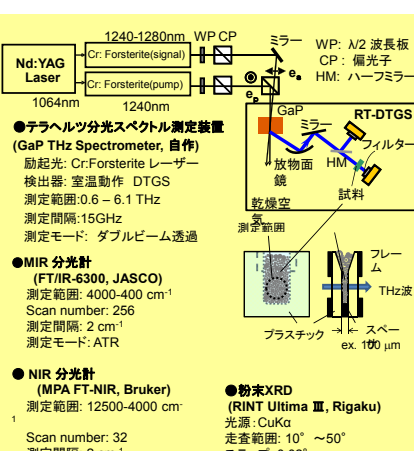 1240-1280nm WP CP
ミラー
WP: λ/2 波長板
CP : 偏光子
HM: ハーフミラー
Nd:YAG
Laser
Cr: Forsterite(signal)
Cr: Forsterite(pump)
es
ep
1064nm
1240nm
GaP
ミラー
RT-DTGS
フィルター
HM
放物面
鏡
試料
乾燥空
気
●テラヘルツ分光スペクトル測定装置
(GaP THz Spectrometer, 自作)
励起光: Cr:Forsterite レーザー
検出器: 室温動作 DTGS
測定範囲:0.6 – 6.1 THz
測定間隔:15GHz
測定モード: ダブルビーム透過
測定範囲
フレー
ム
THz波
プラスチック
スペー
サ
ex. 100 μm
●MIR 分光計
(FT/IR-6300, JASCO)
測定範囲: 4000-400 cm-1
Scan number: 256
測定間隔: 2 cm-1
測定モード: ATR
● NIR 分光計
(MPA FT-NIR, Bruker)
測定範囲: 12500-4000 cm-
1
Scan number: 32
●粉末XRD
(RINT Ultima Ⅲ, Rigaku)
光源:CuKα
走査範囲: 10° ~50°